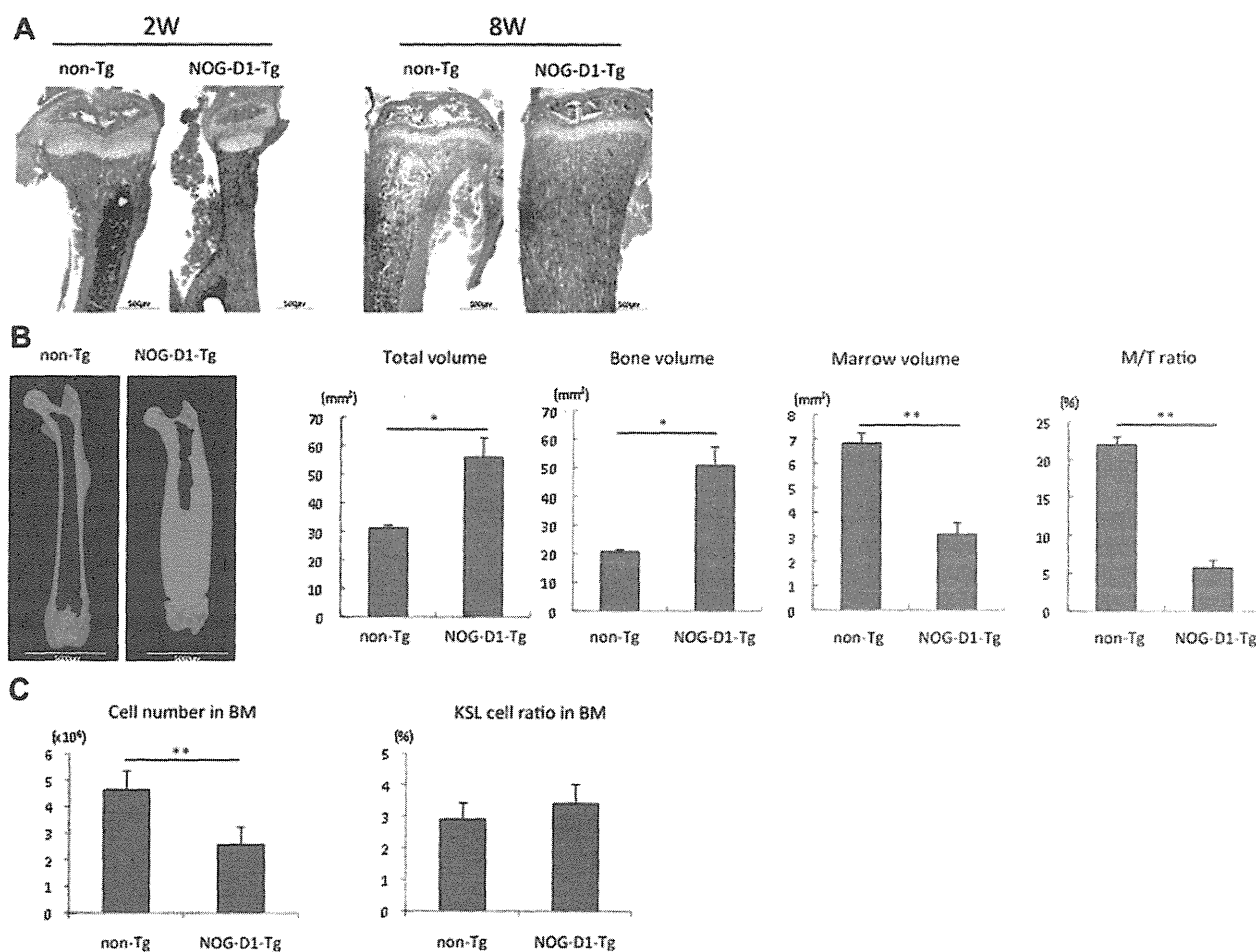 A
2W
8W
non-Tg
NOG-D1-Tg
non-Tg
NOG-D1-Tg
500μm
500μm
500μm
500μm
B
non-Tg
NOG-D1-Tg
Total volume
Bone volume
Marrow volume
M/T ratio
(mm³)
70
60
50
40
30
20
10
0
*
non-Tg
NOG-D1-Tg
(mm³)
70
60
50
40
30
20
10
0
*
non-Tg
NOG-D1-Tg
(mm³)
8
7
6
5
4
3
2
1
0
**
non-Tg
NOG-D1-Tg
(%)
25
20
15
10
5
0
**
non-Tg
NOG-D1-Tg
C
Cell number in BM
(x10⁶)
6
5
4
3
2
1
0
**
non-Tg
NOG-D1-Tg
KSL cell ratio in BM
(%)
5
4
3
2
1
0
non-Tg
NOG-D1-Tg